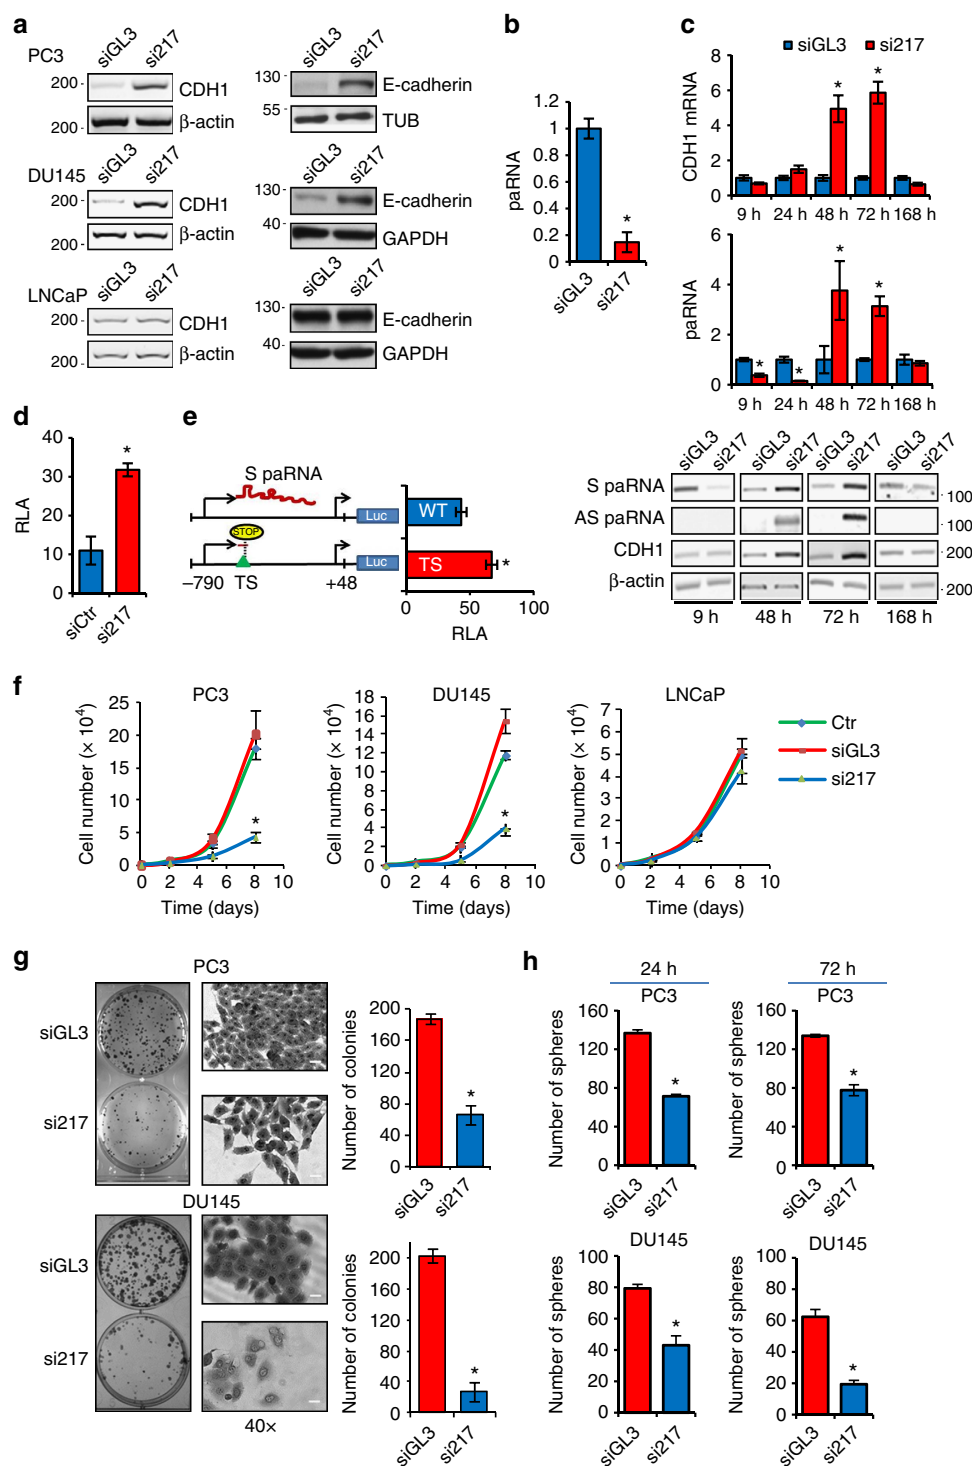 a
PC3
siGL3
si217
200
CDH1
200
β-actin
siGL3
si217
130
E-cadherin
55
TUB
DU145
siGL3
si217
200
CDH1
200
β-actin
siGL3
si217
130
E-cadherin
40
GAPDH
LNCaP
siGL3
si217
200
CDH1
200
β-actin
siGL3
si217
130
E-cadherin
40
GAPDH
b
paRNA
1.2
1
0.8
0.6
0.4
0.2
0
*
siGL3
si217
c
siGL3
si217
CDH1 mRNA
8
6
4
2
0
* *
9 h 24 h 48 h 72 h 168 h
paRNA
6
4
2
0
* * * *
9 h 24 h 48 h 72 h 168 h
siGL3 si217 siGL3 si217 siGL3 si217 siGL3 si217
S paRNA
100
AS paRNA
100
CDH1
200
β-actin
200
9 h 48 h 72 h 168 h
d
RLA
40
30
20
10
0
*
siCtr
si217
e
S paRNA
Luc
STOP
Luc
–790 TS +48
WT
TS
*
0 50 100
RLA
f
PC3
Cell number (× 10⁴)
25
20
15
10
5
0
*
0 2 4 6 8 10
Time (days)
DU145
Cell number (× 10⁴)
18
16
14
12
10
8
6
4
2
0
*
0 2 4 6 8 10
Time (days)
LNCaP
Cell number (× 10⁴)
7
6
5
4
3
2
1
0
0 2 4 6 8 10
Time (days)
Ctr
siGL3
si217
g
PC3
siGL3
si217
Number of colonies
200
160
120
80
40
0
*
siGL3
si217
DU145
siGL3
si217
40×
Number of colonies
200
160
120
80
40
0
*
siGL3
si217
h
24 h
PC3
Number of spheres
160
120
80
40
0
*
siGL3
si217
72 h
PC3
Number of spheres
160
120
80
40
0
*
siGL3
si217
DU145
Number of spheres
100
80
60
40
20
0
*
siGL3
si217
DU145
Number of spheres
100
80
60
40
20
0
*
siGL3
si217